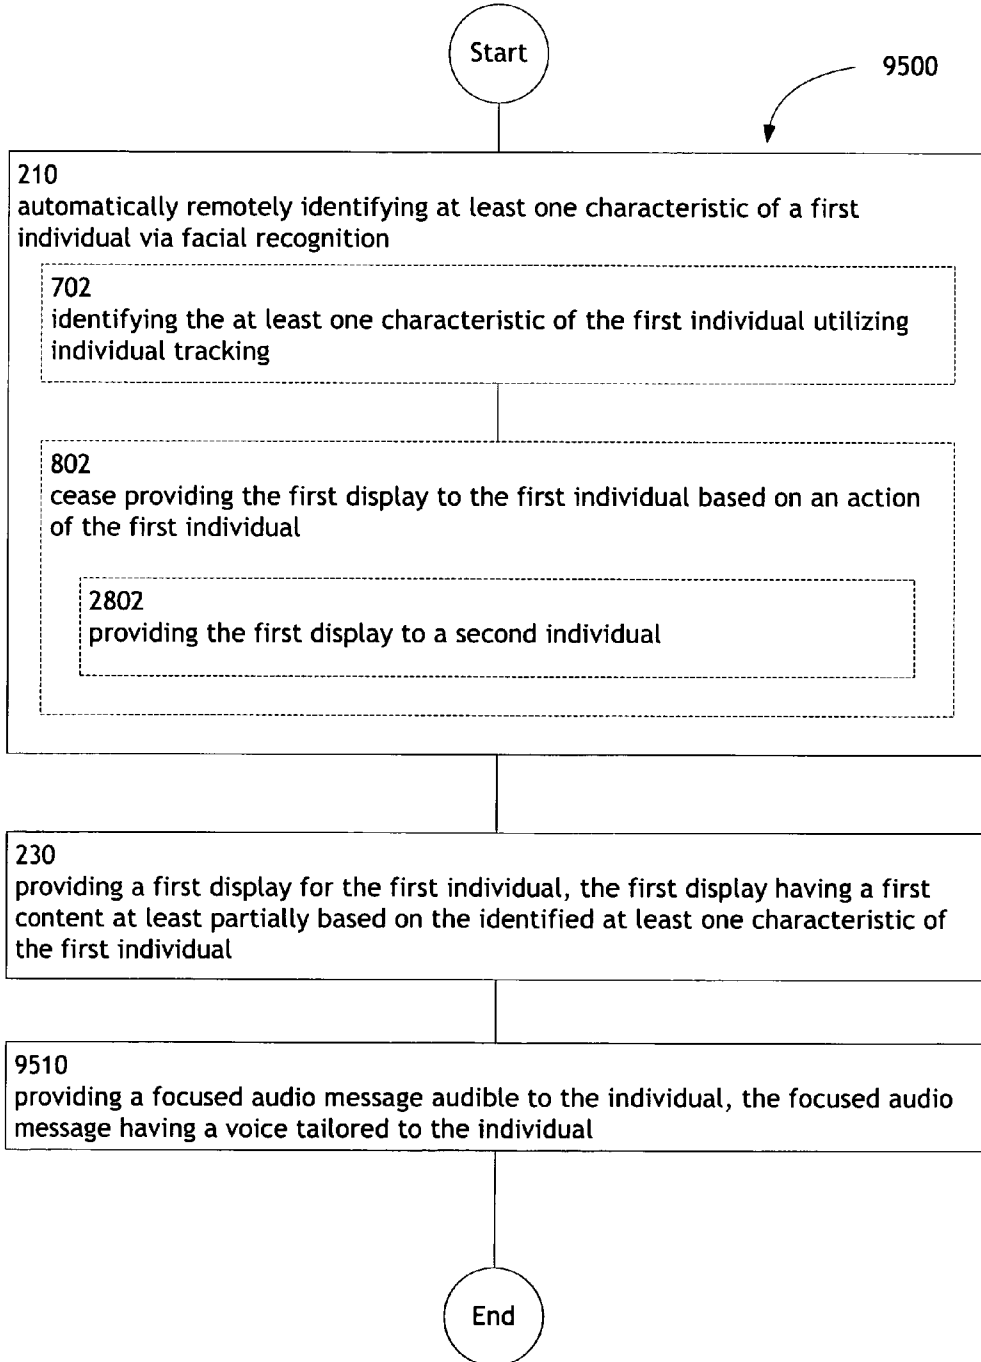 Start
9500
210
automatically remotely identifying at least one characteristic of a first
individual via facial recognition
702
identifying the at least one characteristic of the first individual utilizing
individual tracking
802
cease providing the first display to the first individual based on an action
of the first individual
2802
providing the first display to a second individual
230
providing a first display for the first individual, the first display having a first
content at least partially based on the identified at least one characteristic of
the first individual
9510
providing a focused audio message audible to the individual, the focused audio
message having a voice tailored to the individual
End